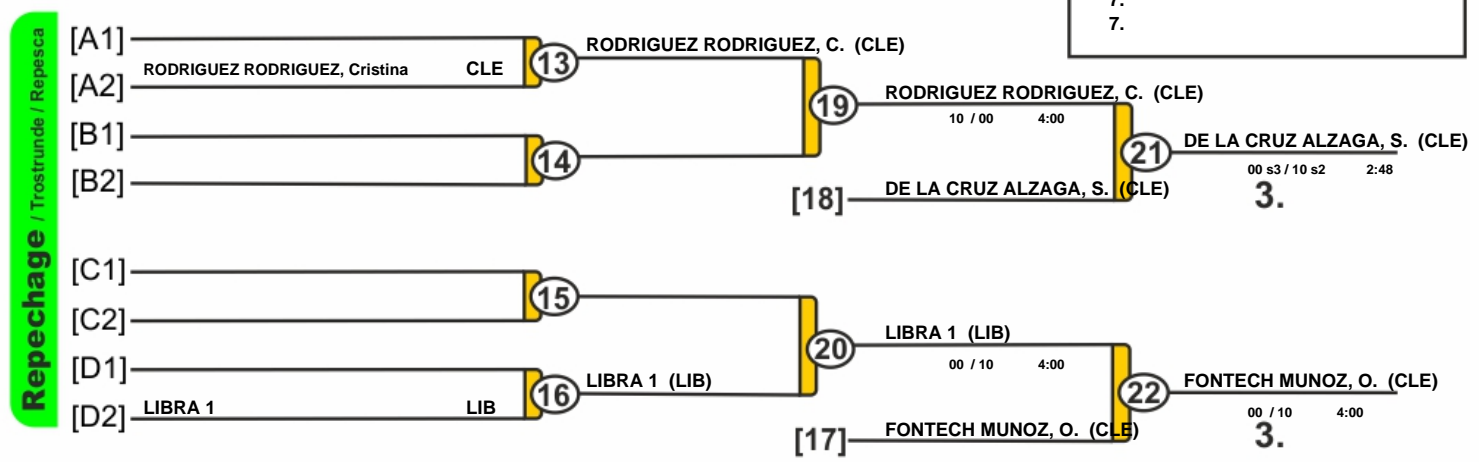 7.
7.
Repechage / Trostrunde / Repesca
[A1]
RODRIGUEZ RODRIGUEZ, Cristina CLE
[A2]
13
RODRIGUEZ RODRIGUEZ, C. (CLE)
[B1]
[B2]
14
19
RODRIGUEZ RODRIGUEZ, C. (CLE)
10 / 00 4:00
[18]
DE LA CRUZ ALZAGA, S. (CLE)
21
DE LA CRUZ ALZAGA, S. (CLE)
00 s3 / 10 s2 2:48
3.
[C1]
[C2]
15
[D1]
[D2]
LIBRA 1 LIB
16
LIBRA 1 (LIB)
20
LIBRA 1 (LIB)
00 / 10 4:00
[17]
FONTECH MUNOZ, O. (CLE)
22
FONTECH MUNOZ, O. (CLE)
00 / 10 4:00
3.